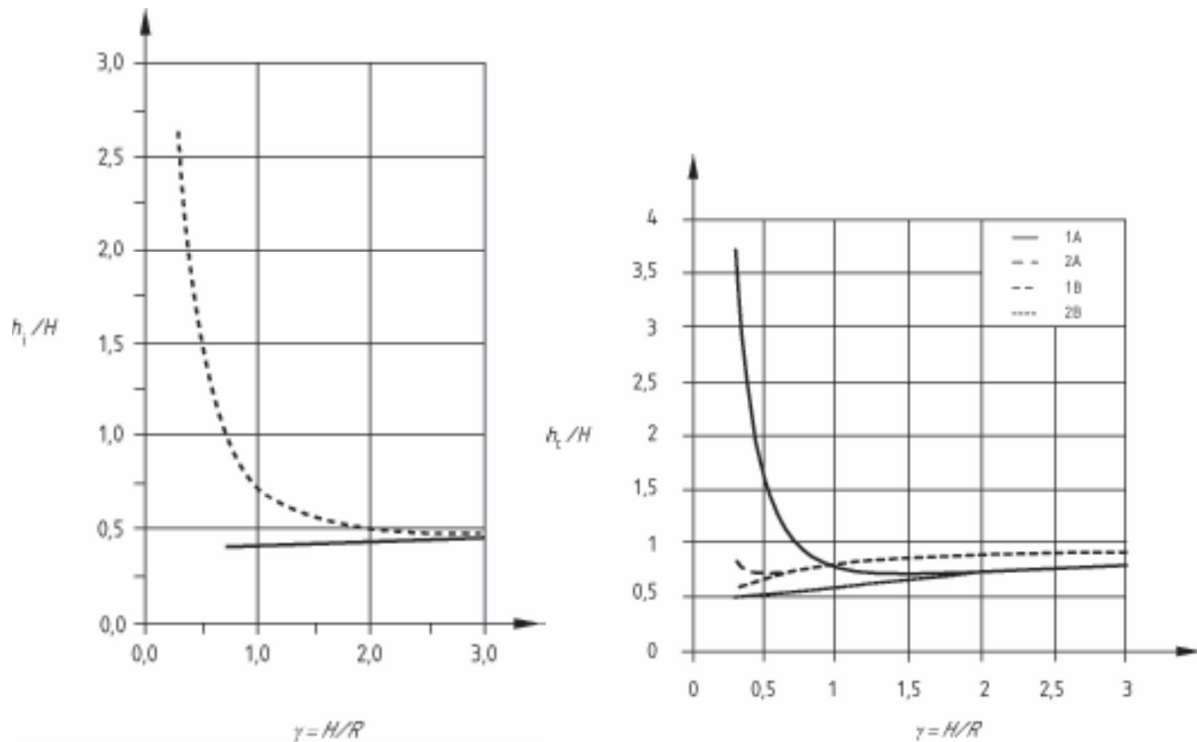 3,0
2,5
2,0
h_i/H
1,5
1,0
0,5
0,0
0,0 1,0 2,0 3,0
γ = H/R
4
1A
2A
3,5
1B
2B
3
2,5
h_c/H
2
1,5
1
0,5
0
0 0,5 1 1,5 2 2,5 3
γ = H/R